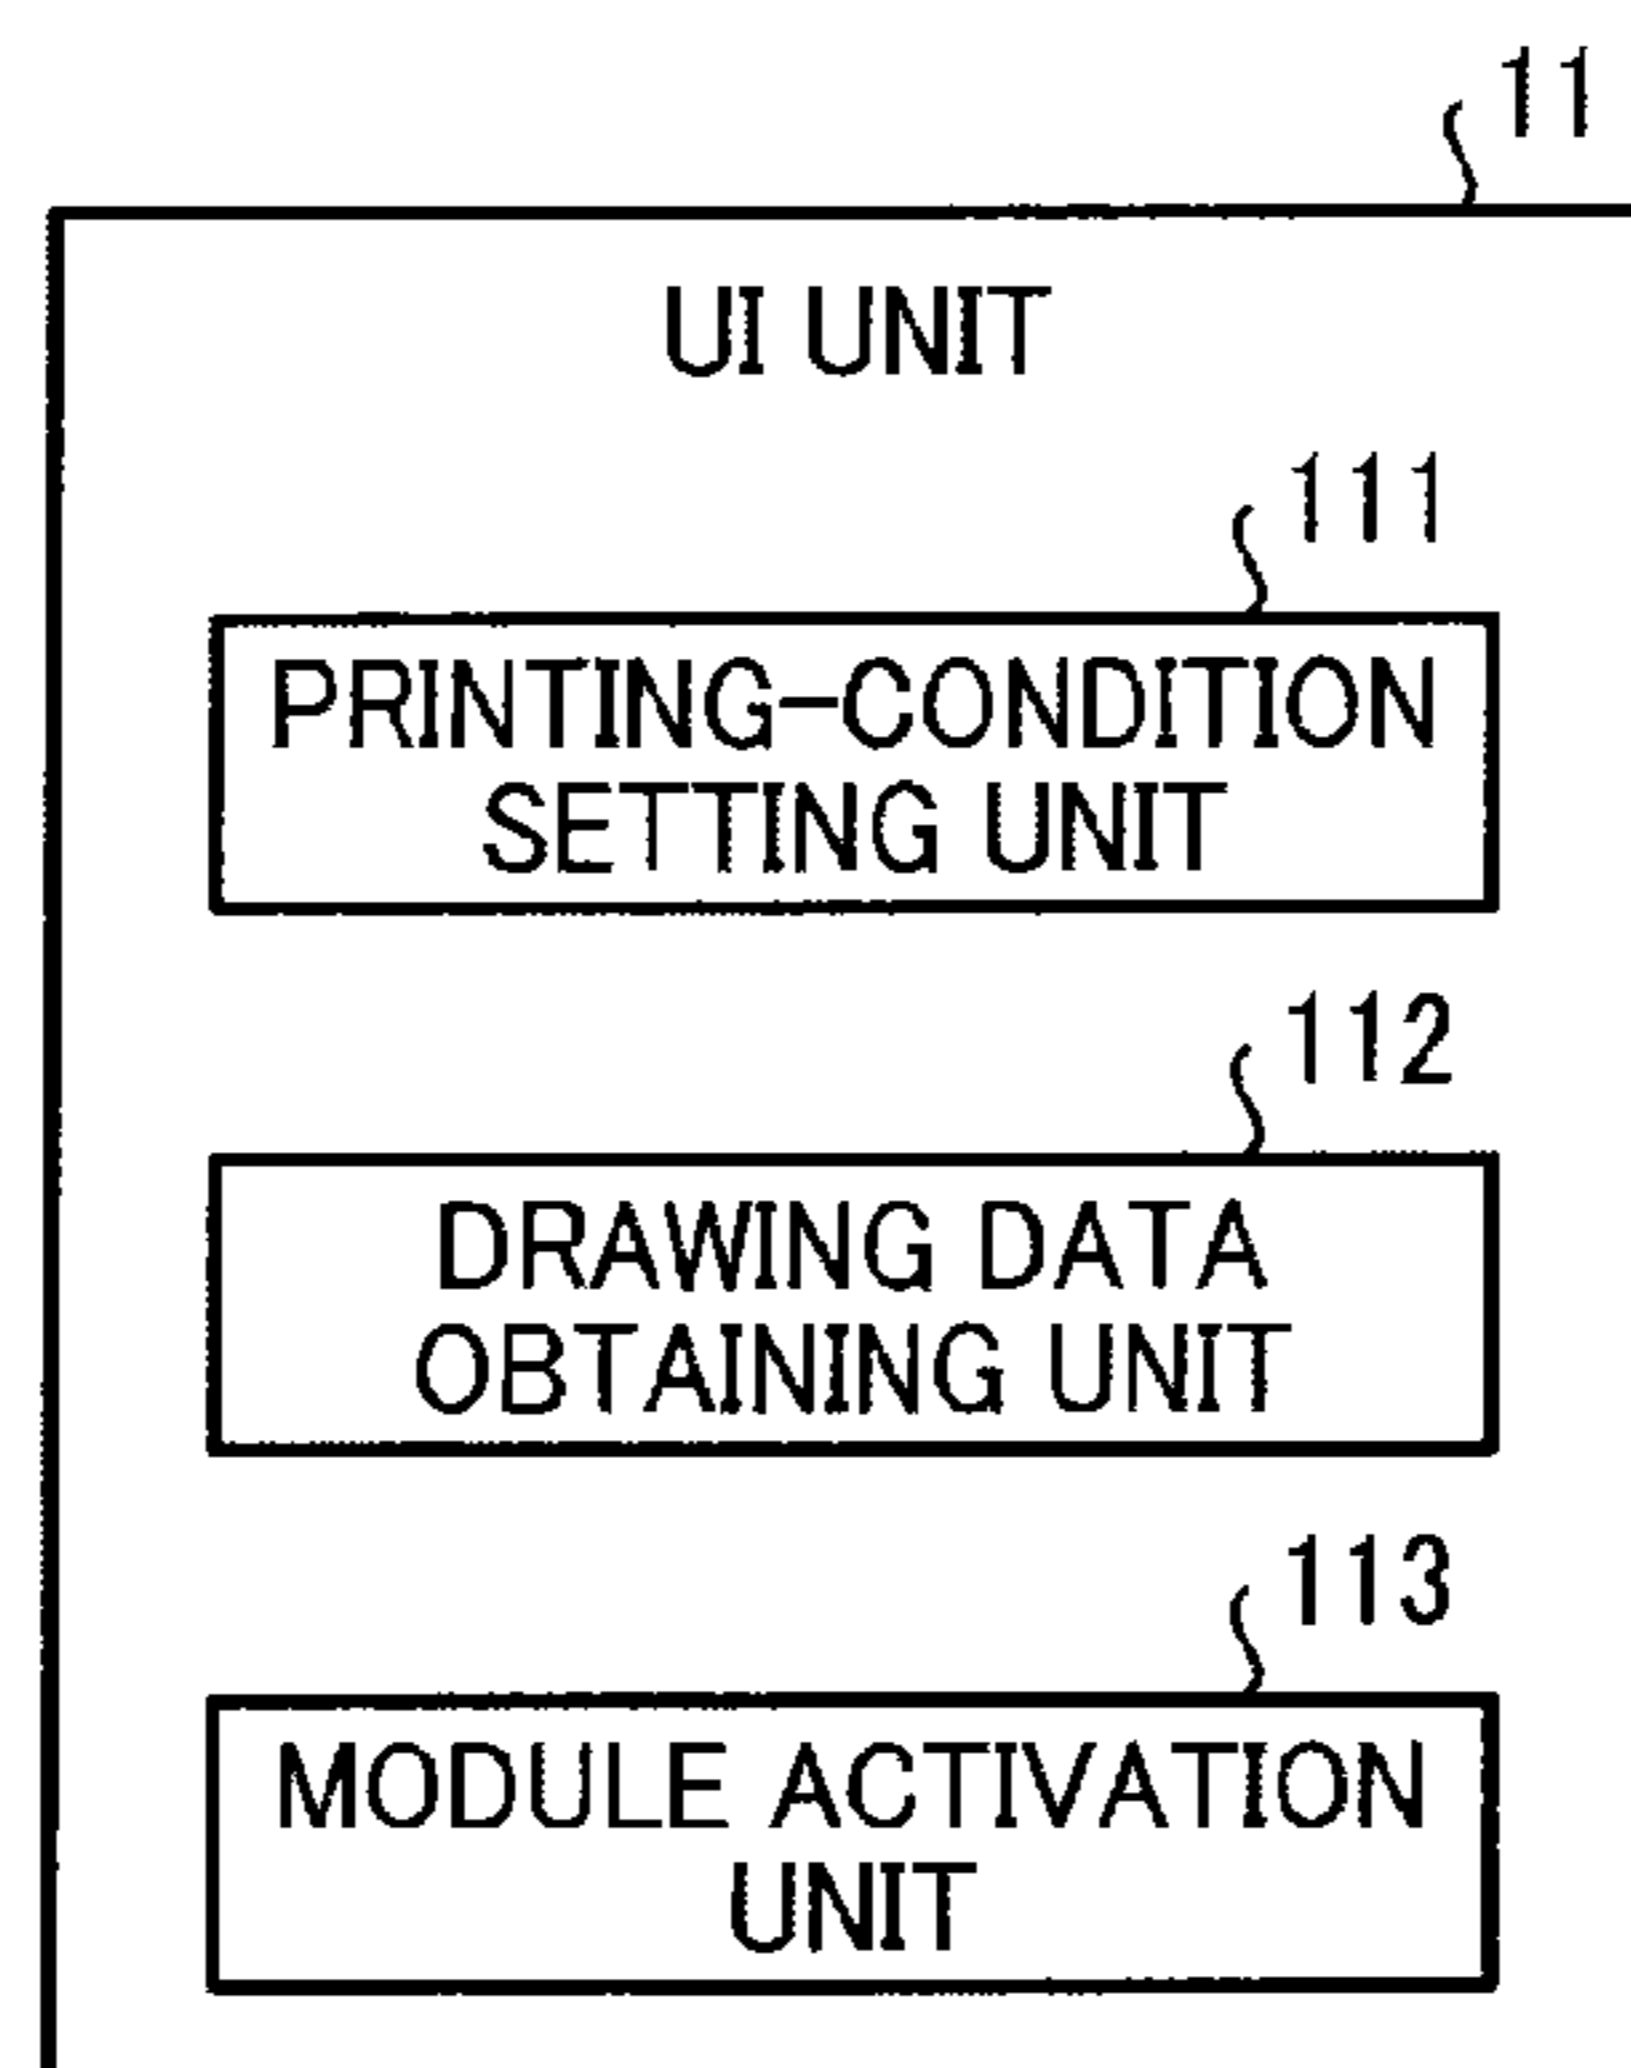 11
UI UNIT
111
PRINTING-CONDITION
SETTING UNIT
112
DRAWING DATA
OBTAINING UNIT
113
MODULE ACTIVATION
UNIT